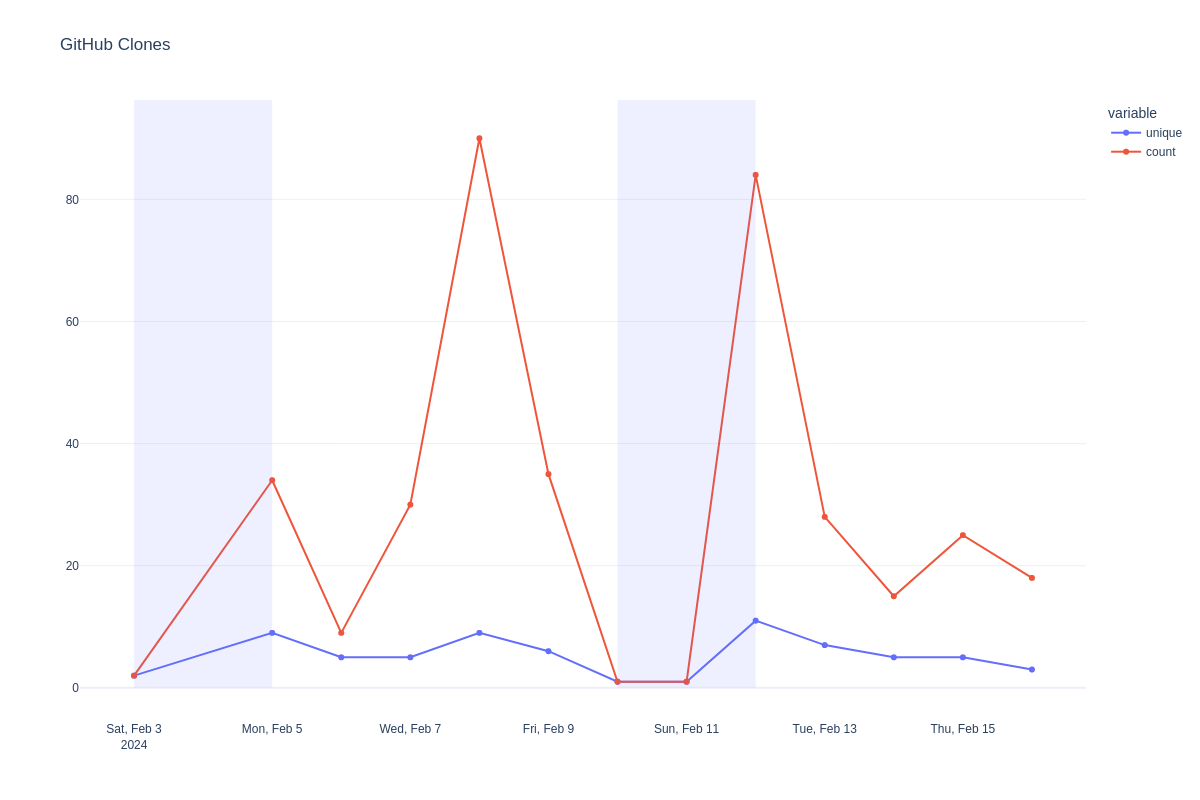 GitHub Clones
variable
unique
count
80
60
40
20
0
Sat, Feb 3
2024
Mon, Feb 5
Wed, Feb 7
Fri, Feb 9
Sun, Feb 11
Tue, Feb 13
Thu, Feb 15